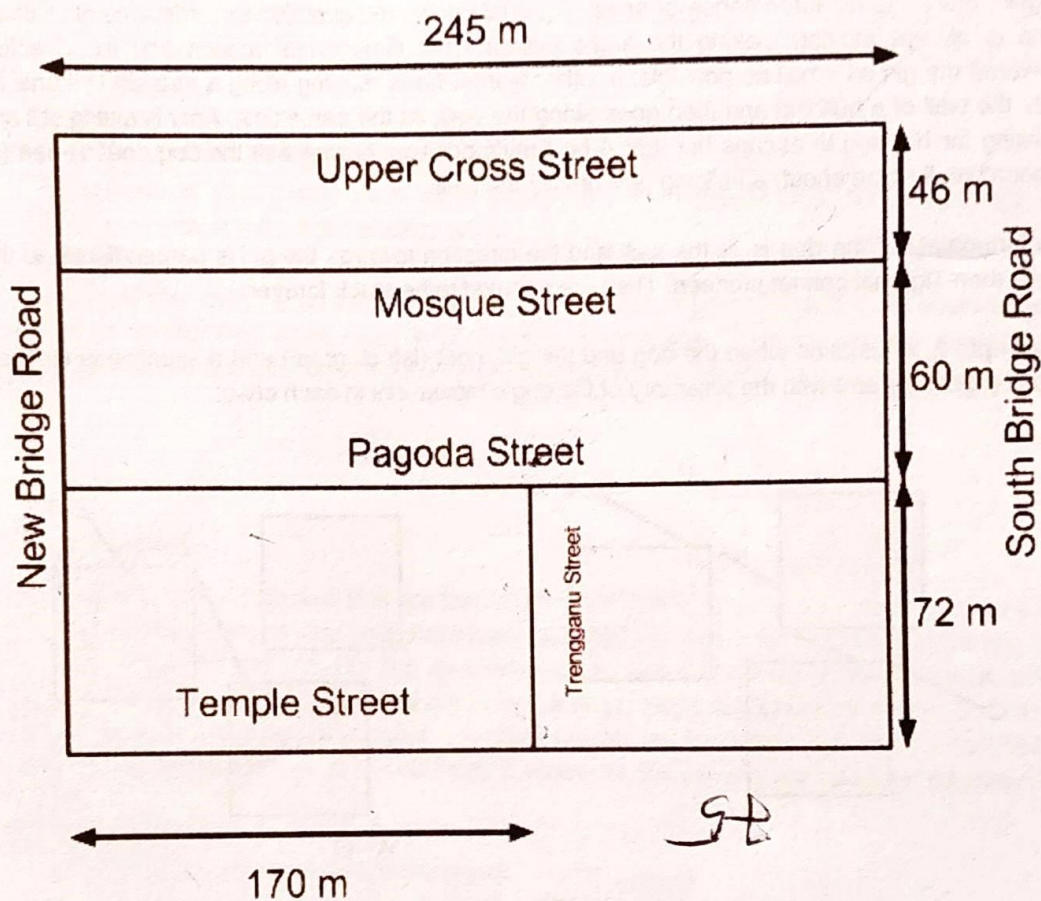 245 m
Upper Cross Street
46 m
Mosque Street
New Bridge Road
60 m
South Bridge Road
Pagoda Street
Trengganu Street
72 m
Temple Street
170 m